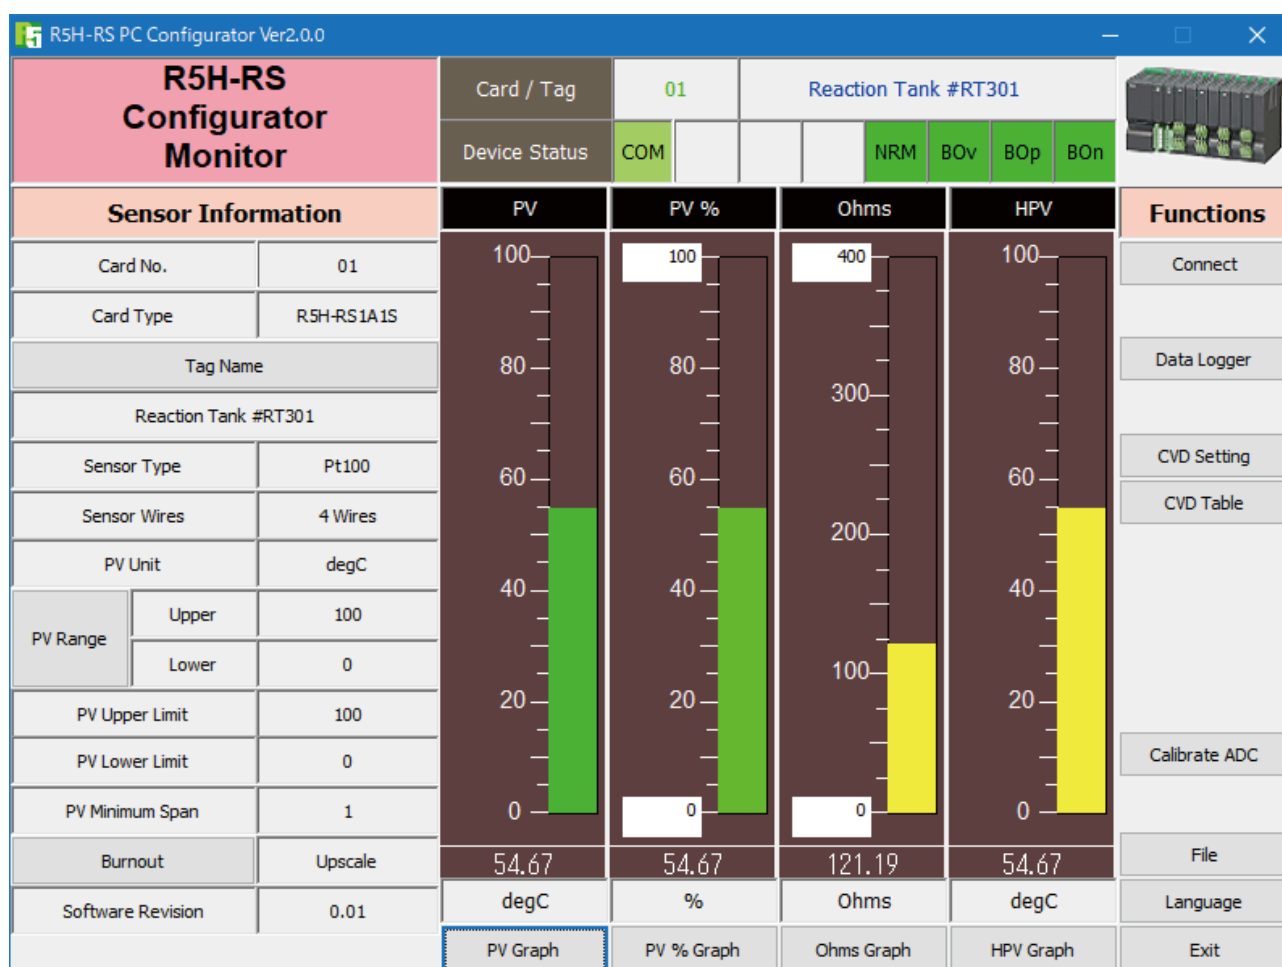 R5H-RS PC Configurator Ver2.0.0
R5H-RS
Configurator
Monitor
Card / Tag
01
Reaction Tank #RT301
Device Status
COM
NRM
BOv
BOp
BOn
Sensor Information
Card No.
01
Card Type
R5H-RS1A1S
Tag Name
Reaction Tank #RT301
Sensor Type
Pt100
Sensor Wires
4 Wires
PV Unit
degC
PV Range
Upper
100
Lower
0
PV Upper Limit
100
PV Lower Limit
0
PV Minimum Span
1
Burnout
Upscale
Software Revision
0.01
PV
100
80
60
40
20
0
54.67
degC
PV Graph
PV %
100
80
60
40
20
0
54.67
%
PV % Graph
Ohms
400
300
200
100
0
121.19
Ohms
Ohms Graph
HPV
100
80
60
40
20
0
54.67
degC
HPV Graph
Functions
Connect
Data Logger
CVD Setting
CVD Table
Calibrate ADC
File
Language
Exit